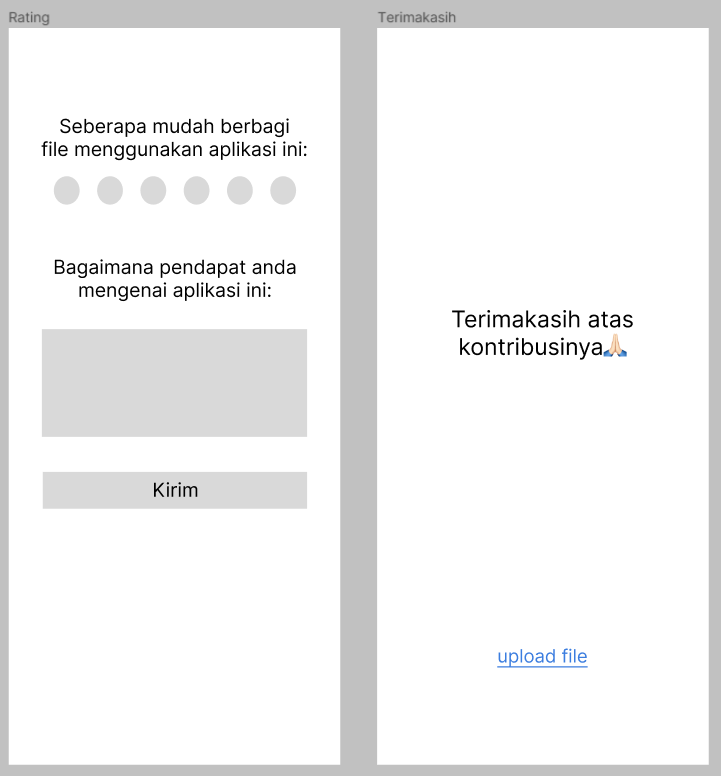 Rating
Seberapa mudah berbagi
file menggunakan aplikasi ini:
Bagaimana pendapat anda
mengenai aplikasi ini:
Kirim
Terimakasih
Terimakasih atas
kontribusinya🙏🏻
upload file